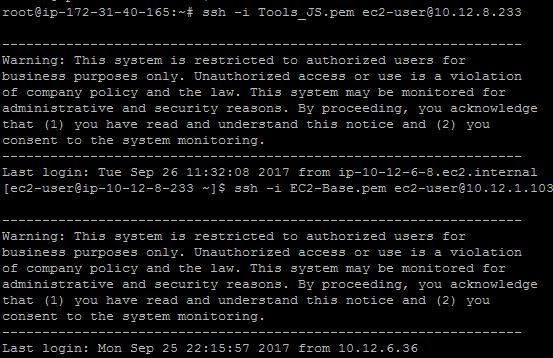 root@ip-172-31-40-165:~# ssh -i Tools_JS.pem ec2-user@10.12.8.233
-----------------------------------------------------------------
Warning: This system is restricted to authorized users for
business purposes only. Unauthorized access or use is a violation
of company policy and the law. This system may be monitored for
administrative and security reasons. By proceeding, you acknowledge
that (1) you have read and understand this notice and (2) you
consent to the system monitoring.
-----------------------------------------------------------------
Last login: Tue Sep 26 11:32:08 2017 from ip-10-12-6-8.ec2.internal
[ec2-user@ip-10-12-8-233 ~]$ ssh -i EC2-Base.pem ec2-user@10.12.1.103
-----------------------------------------------------------------
Warning: This system is restricted to authorized users for
business purposes only. Unauthorized access or use is a violation
of company policy and the law. This system may be monitored for
administrative and security reasons. By proceeding, you acknowledge
that (1) you have read and understand this notice and (2) you
consent to the system monitoring.
-----------------------------------------------------------------
Last login: Mon Sep 25 22:15:57 2017 from 10.12.6.36